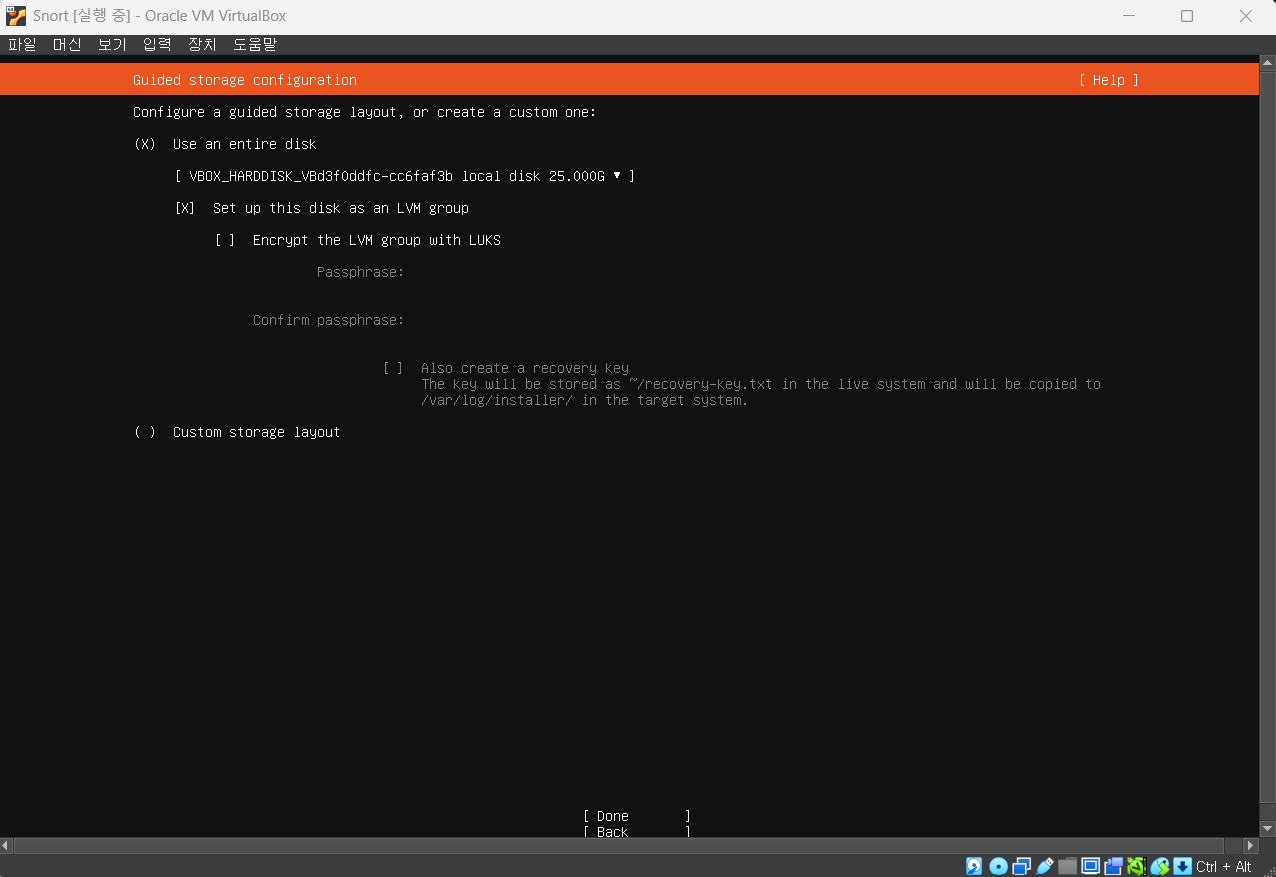 Snort [실행 중] - Oracle VM VirtualBox
파일 머신 보기 입력 장치 도움말
Guided storage configuration [ Help ]
Configure a guided storage layout, or create a custom one:
(X) Use an entire disk
[ VBOX_HARDDISK_VBd3f0ddfc-cc6faf3b local disk 25.000G ▾ ]
[X] Set up this disk as an LVM group
[ ] Encrypt the LVM group with LUKS
Passphrase:
Confirm passphrase:
[ ] Also create a recovery key
The key will be stored as ~/recovery-key.txt in the live system and will be copied to
/var/log/installer/ in the target system.
( ) Custom storage layout
[ Done ]
[ Back ]
Ctrl + Alt